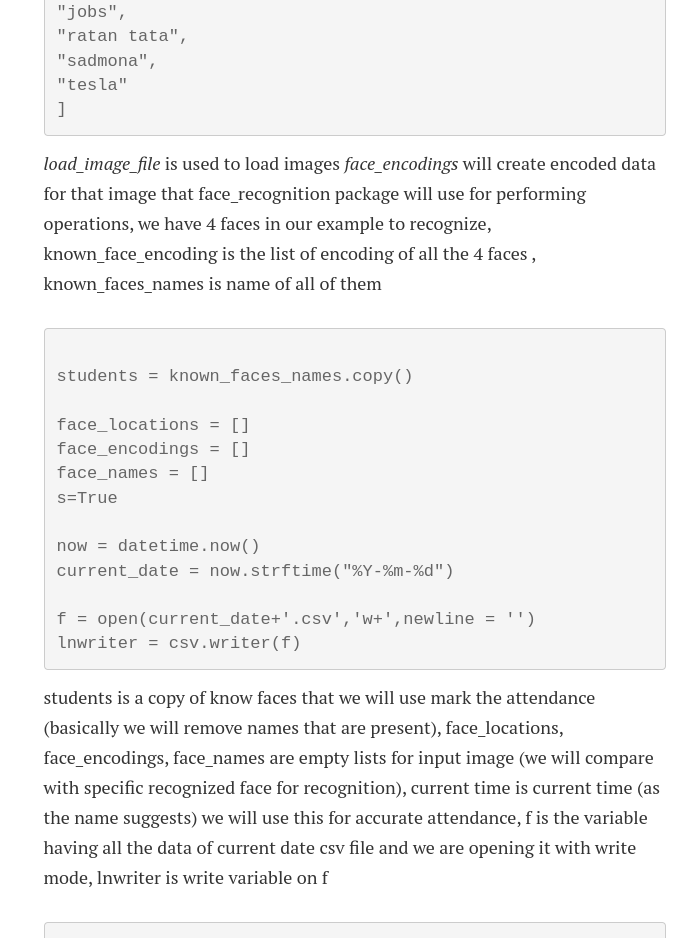 "jobs",
"ratan tata",
"sadmona",
"tesla"
]
load_image_file is used to load images face_encodings will create encoded data
for that image that face_recognition package will use for performing
operations, we have 4 faces in our example to recognize,
known_face_encoding is the list of encoding of all the 4 faces ,
known_faces_names is name of all of them
students = known_faces_names.copy()
face_locations = []
face_encodings = []
face_names = []
s=True
now = datetime.now()
current_date = now.strftime("%Y-%m-%d")
f = open(current_date+'.csv','w+',newline = '')
lnwriter = csv.writer(f)
students is a copy of know faces that we will use mark the attendance
(basically we will remove names that are present), face_locations,
face_encodings, face_names are empty lists for input image (we will compare
with specific recognized face for recognition), current time is current time (as
the name suggests) we will use this for accurate attendance, f is the variable
having all the data of current date csv file and we are opening it with write
mode, lnwriter is write variable on f